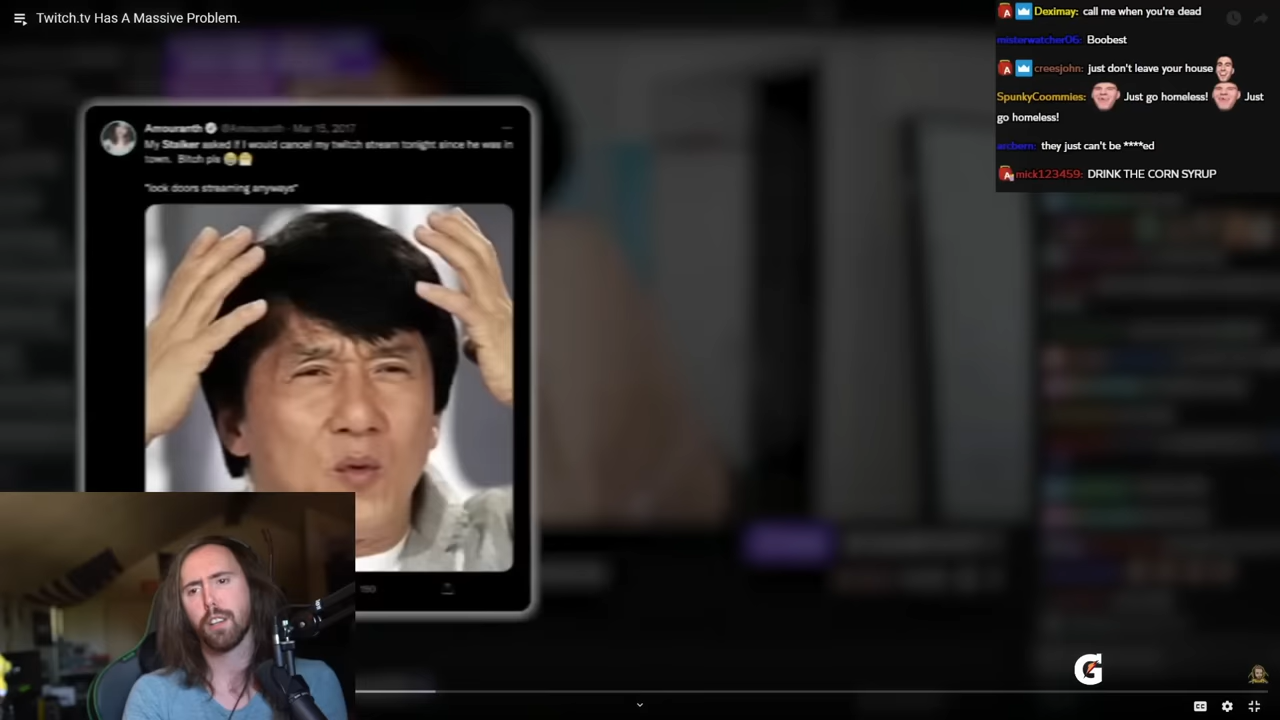 Twitch.tv Has A Massive Problem.
Deximay: call me when you're dead
misterwatcher06: Boobest
creesjohn: just don't leave your house
SpunkyCoommies: Just go homeless! Just
go homeless!
arcbern: they just can't be ****ed
mick123459: DRINK THE CORN SYRUP
Amouranth @Amouranth · Mar 15, 2017
My Stalker asked if I would cancel my twitch stream tonight since he was in
town. Bitch pls
*lock doors streaming anyways*
G
CC